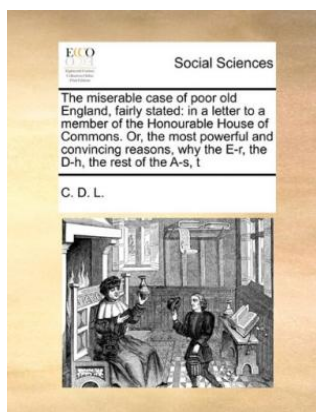 ECCO
Social Sciences
The miserable case of poor old
England, fairly stated: in a letter to a
member of the Honourable House of
Commons. Or, the most powerful and
convincing reasons, why the E-r, the
D-h, the rest of the A-s, t
C. D. L.